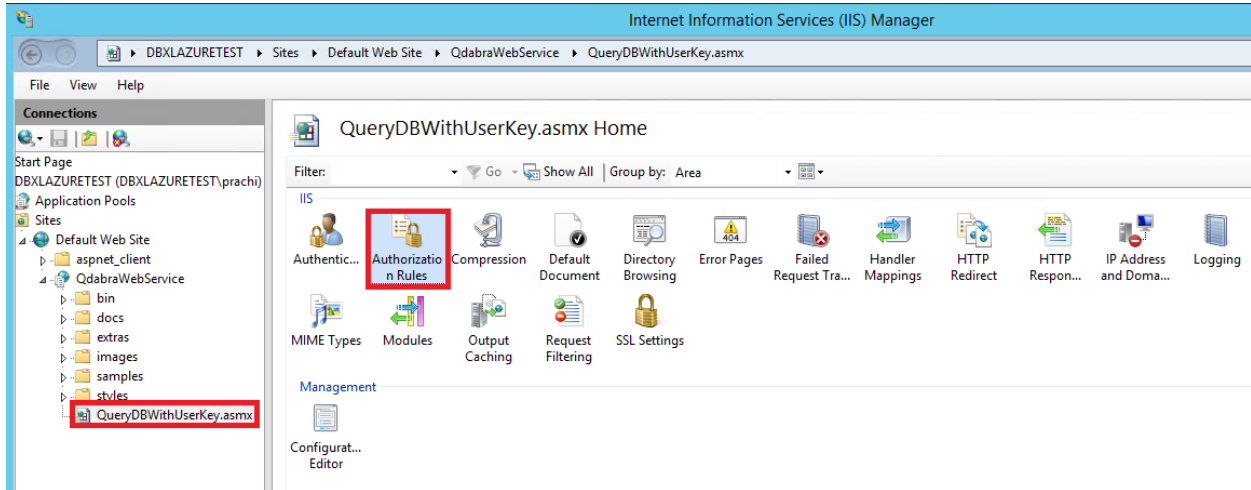 Internet Information Services (IIS) Manager
DBXLAZURETEST Sites Default Web Site QdabraWebService QueryDBWithUserKey.asmx
File View Help
Connections
Start Page
DBXLAZURETEST (DBXLAZURETEST\prachi)
Application Pools
Sites
Default Web Site
aspnet_client
QdabraWebService
bin
docs
extras
images
samples
styles
QueryDBWithUserKey.asmx
QueryDBWithUserKey.asmx Home
Filter: Go Show All Group by: Area
IIS
Authentic... Authorizatio Compression Default Directory Error Pages Failed Handler HTTP HTTP IP Address Logging
n Rules Document Browsing Request Tra... Mappings Redirect Respon... and Doma...
MIME Types Modules Output Request SSL Settings
Caching Filtering
Management
Configurat...
Editor